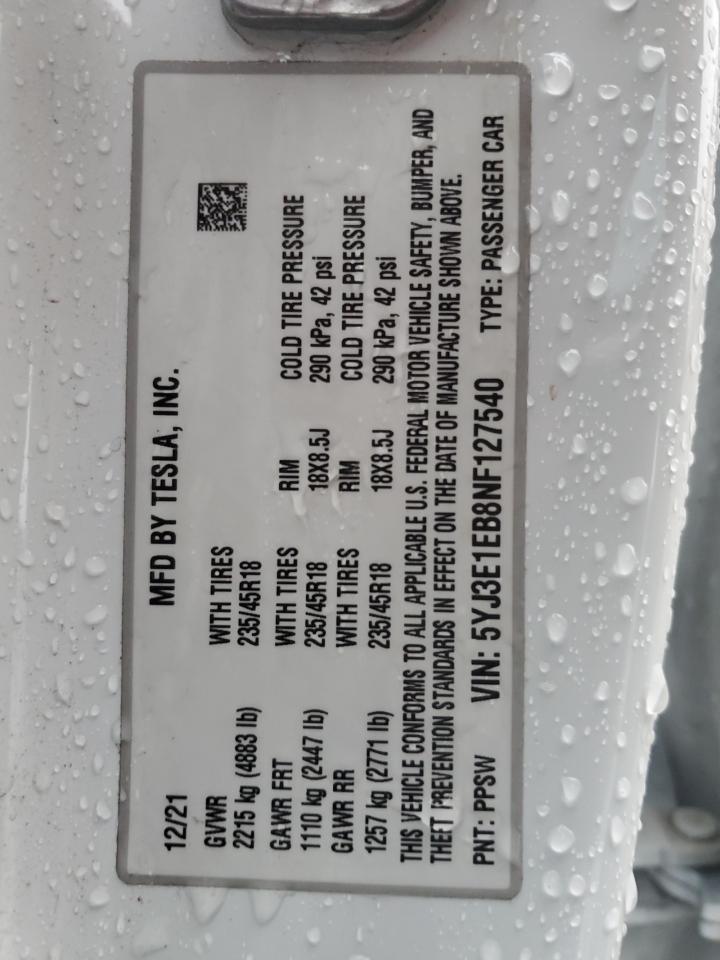 12/21 MFD BY TESLA, INC.
GVWR WITH TIRES
2215 kg (4883 lb) 235/45R18
GAWR FRT WITH TIRES RIM COLD TIRE PRESSURE
1110 kg (2447 lb) 235/45R18 18X8.5J 290 kPa, 42 psi
GAWR RR WITH TIRES RIM COLD TIRE PRESSURE
1257 kg (2771 lb) 235/45R18 18X8.5J 290 kPa, 42 psi
THIS VEHICLE CONFORMS TO ALL APPLICABLE U.S. FEDERAL MOTOR VEHICLE SAFETY, BUMPER, AND
THEFT PREVENTION STANDARDS IN EFFECT ON THE DATE OF MANUFACTURE SHOWN ABOVE.
PNT: PPSW VIN: 5YJ3E1EB8NF127540 TYPE: PASSENGER CAR